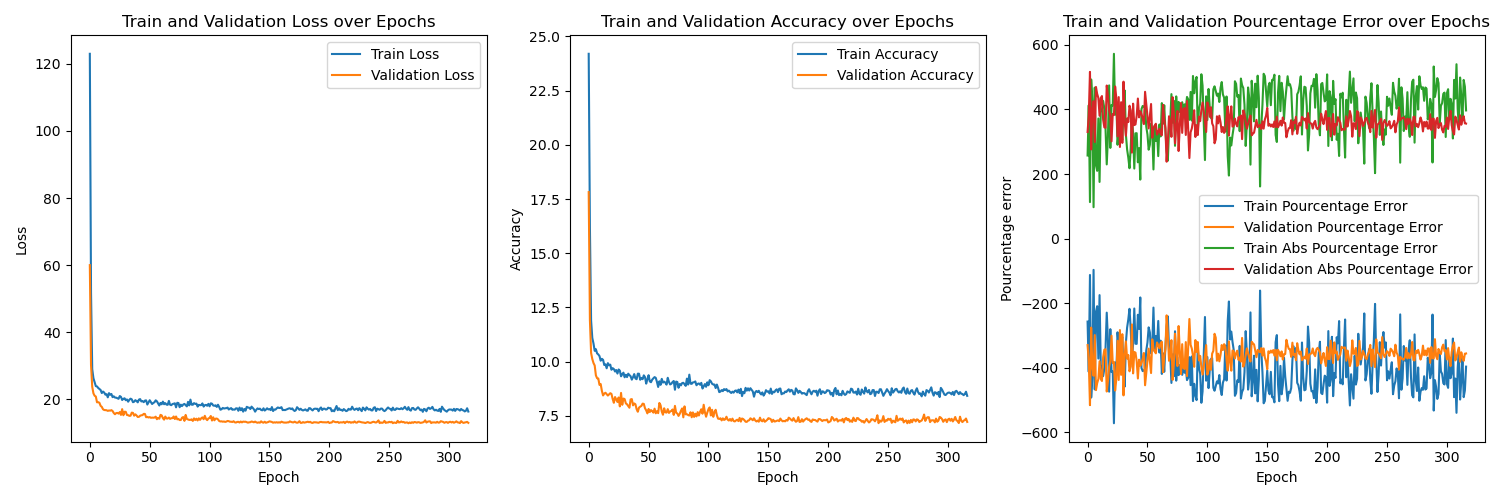 Train and Validation Loss over Epochs
Train Loss
Validation Loss
120
100
80
60
40
20
Loss
0
50
100
150
200
250
300
Epoch
Train and Validation Accuracy over Epochs
Train Accuracy
Validation Accuracy
25.0
22.5
20.0
17.5
15.0
12.5
10.0
7.5
Accuracy
0
50
100
150
200
250
300
Epoch
Train and Validation Pourcentage Error over Epochs
600
400
200
0
−200
−400
−600
Pourcentage error
Train Pourcentage Error
Validation Pourcentage Error
Train Abs Pourcentage Error
Validation Abs Pourcentage Error
0
50
100
150
200
250
300
Epoch